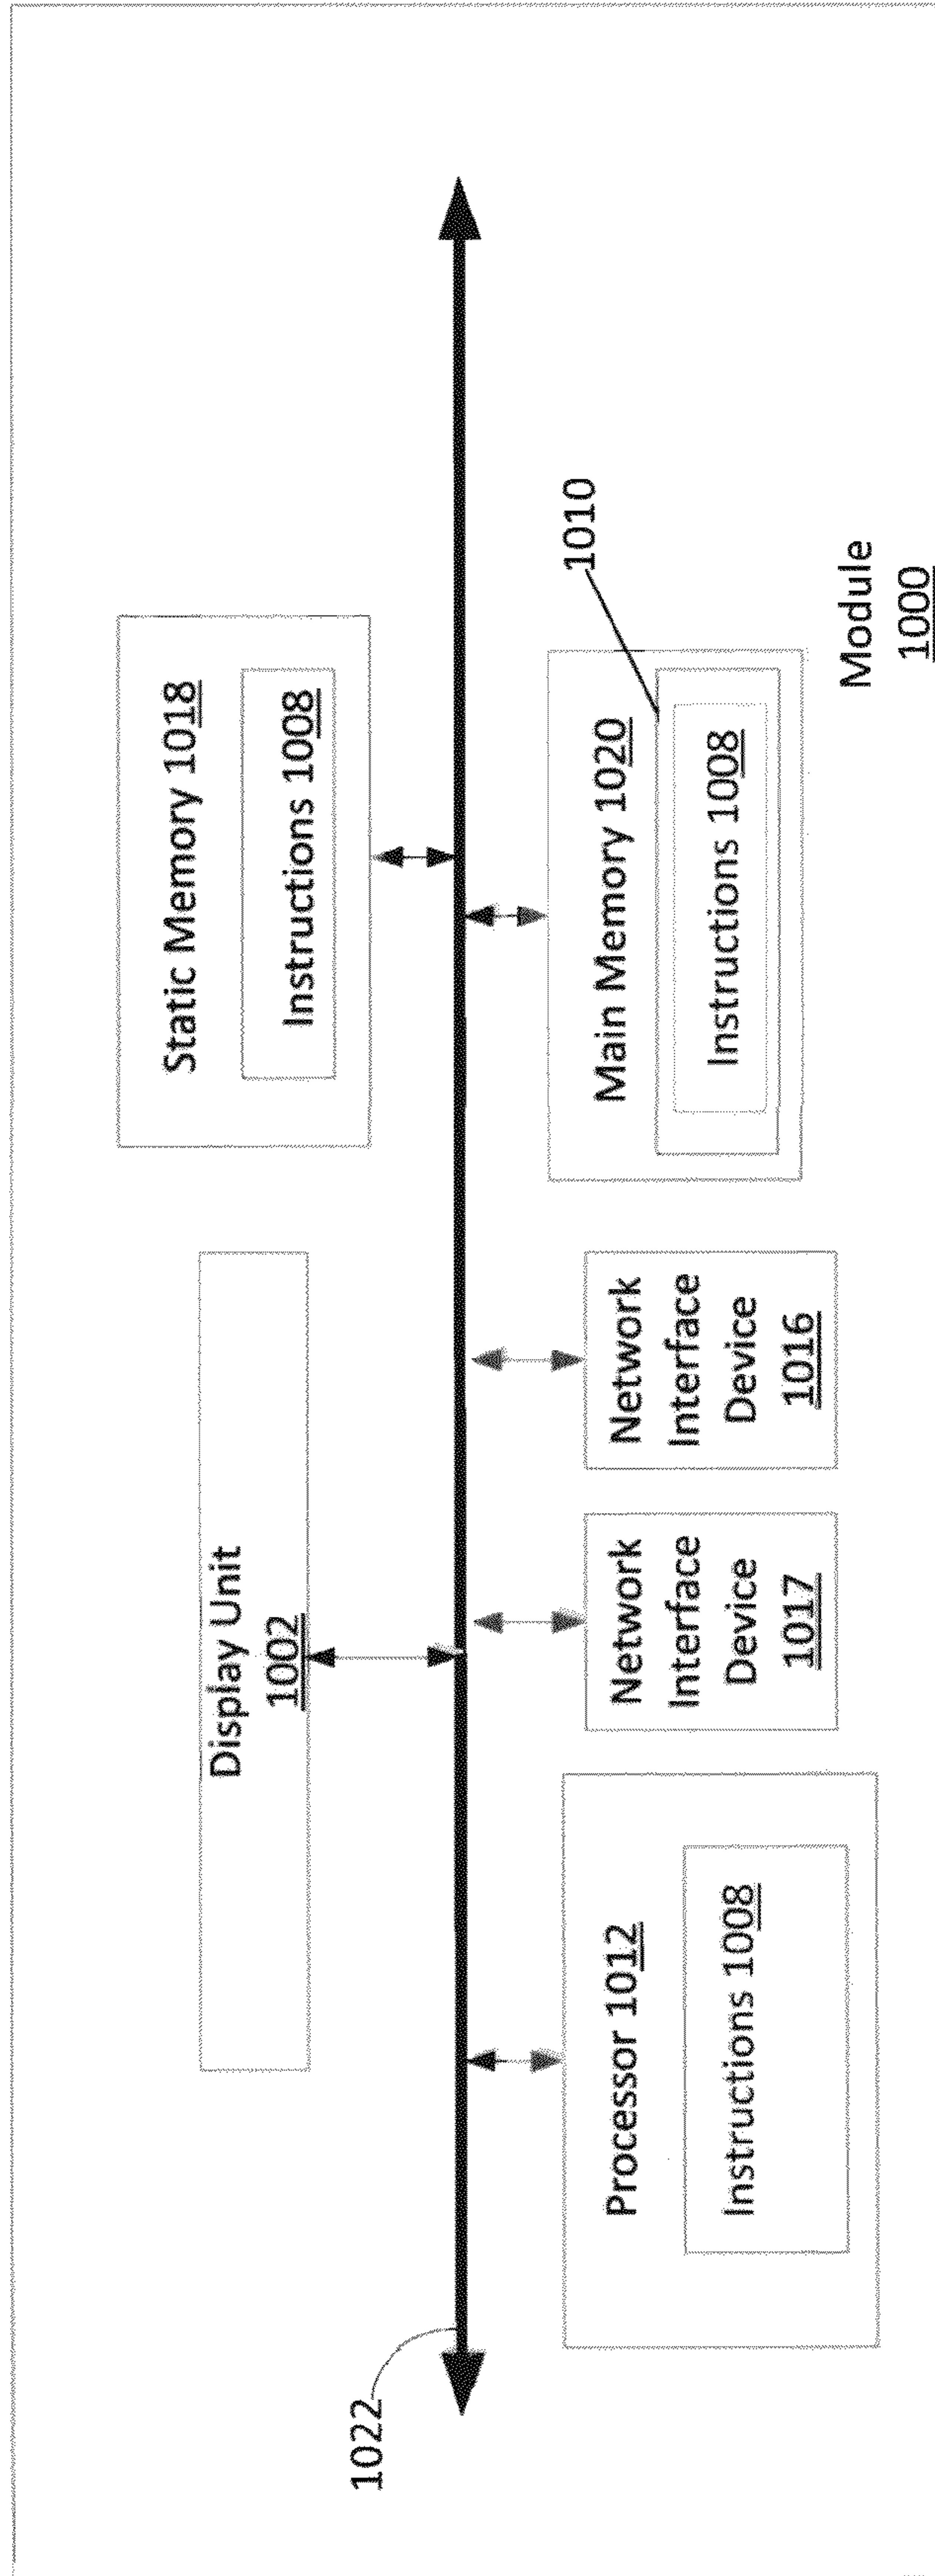 1022
Display Unit
1002
Static Memory 1018
Instructions 1008
Processor 1012
Instructions 1008
Network
Interface
Device
1017
Network
Interface
Device
1016
Main Memory 1020
Instructions 1008
1010
Module
1000